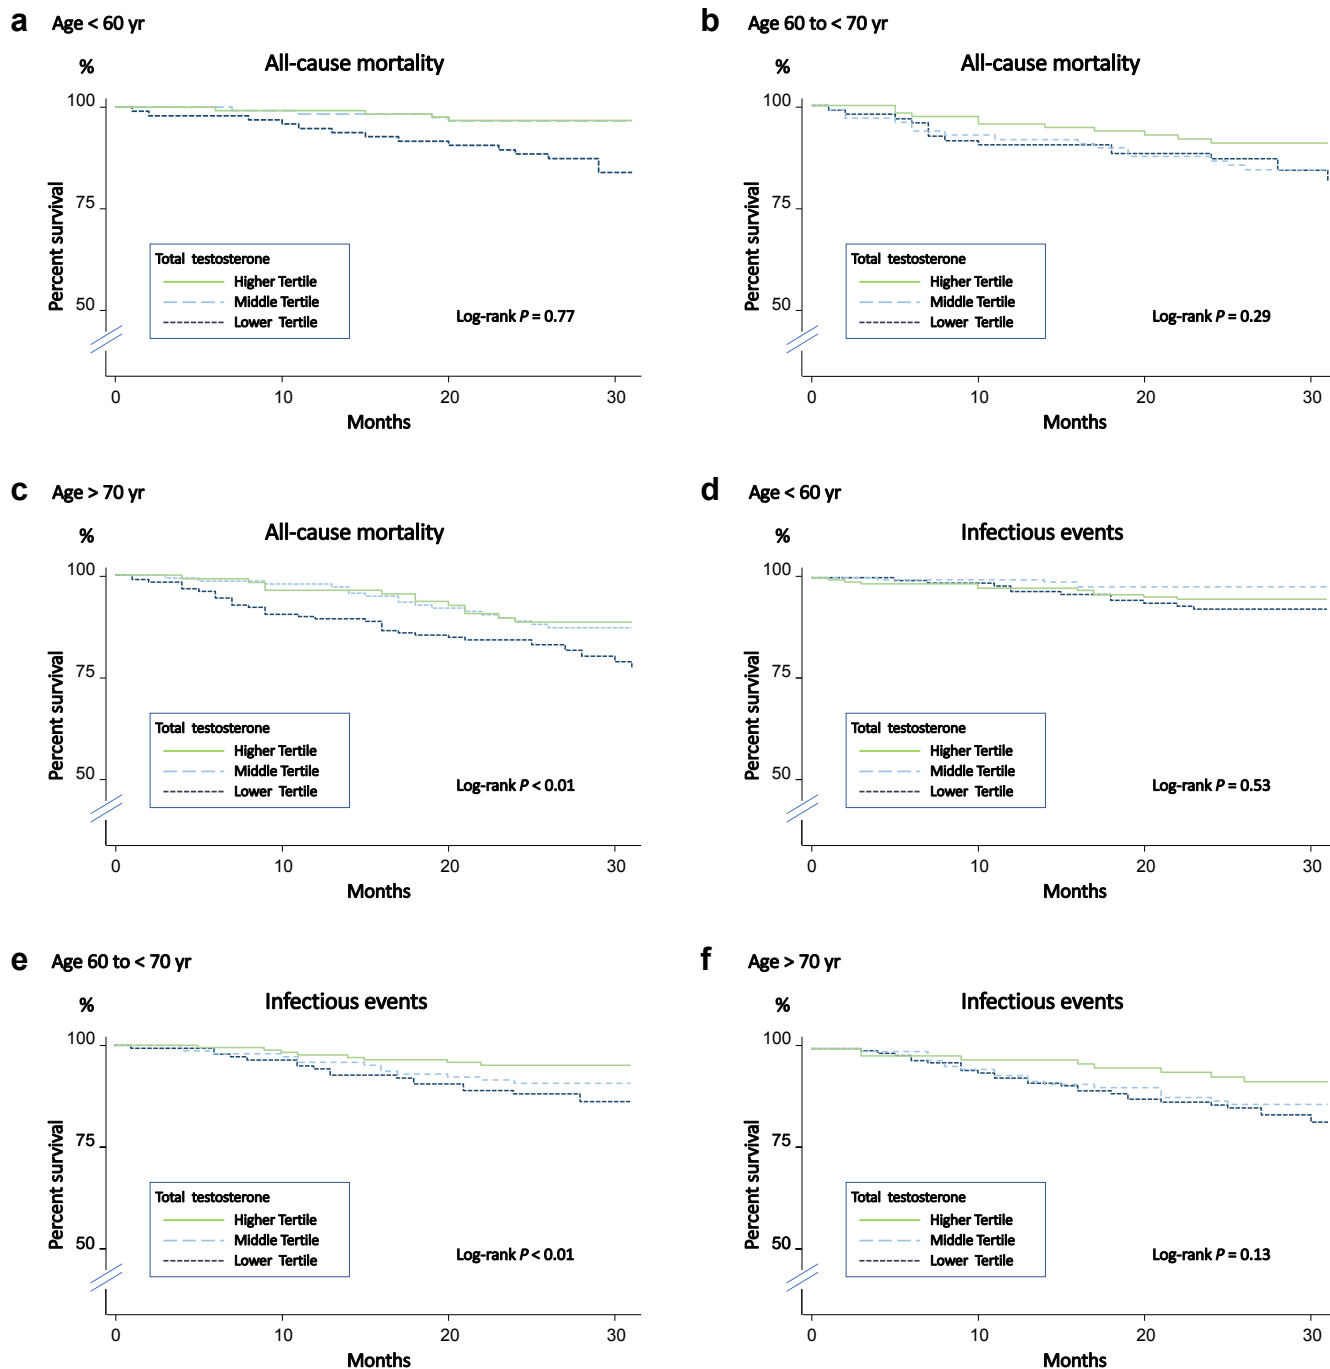 a Age < 60 yr
All-cause mortality
%
100
75
50
Percent survival
Total testosterone
Higher Tertile
Middle Tertile
Lower Tertile
Log-rank P = 0.77
0 10 20 30
Months
b Age 60 to < 70 yr
All-cause mortality
%
100
75
50
Percent survival
Total testosterone
Higher Tertile
Middle Tertile
Lower Tertile
Log-rank P = 0.29
0 10 20 30
Months
c Age > 70 yr
All-cause mortality
%
100
75
50
Percent survival
Total testosterone
Higher Tertile
Middle Tertile
Lower Tertile
Log-rank P < 0.01
0 10 20 30
Months
d Age < 60 yr
Infectious events
%
100
75
50
Percent survival
Total testosterone
Higher Tertile
Middle Tertile
Lower Tertile
Log-rank P = 0.53
0 10 20 30
Months
e Age 60 to < 70 yr
Infectious events
%
100
75
50
Percent survival
Total testosterone
Higher Tertile
Middle Tertile
Lower Tertile
Log-rank P < 0.01
0 10 20 30
Months
f Age > 70 yr
Infectious events
%
100
75
50
Percent survival
Total testosterone
Higher Tertile
Middle Tertile
Lower Tertile
Log-rank P = 0.13
0 10 20 30
Months